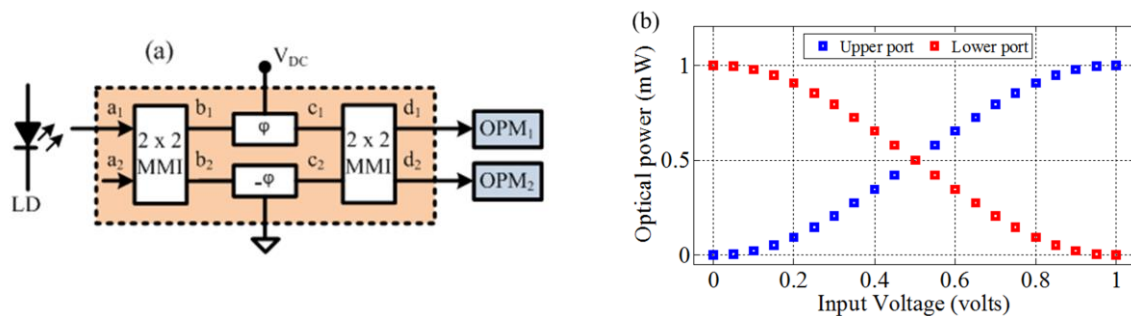 (a)
V_DC
a₁
b₁
c₁
d₁
2 x 2
MMI
φ
2 x 2
MMI
OPM₁
a₂
b₂
c₂
d₂
-φ
OPM₂
LD
(b)
Upper port
Lower port
Optical power (mW)
1
0.5
0
0
0.2
0.4
0.6
0.8
1
Input Voltage (volts)